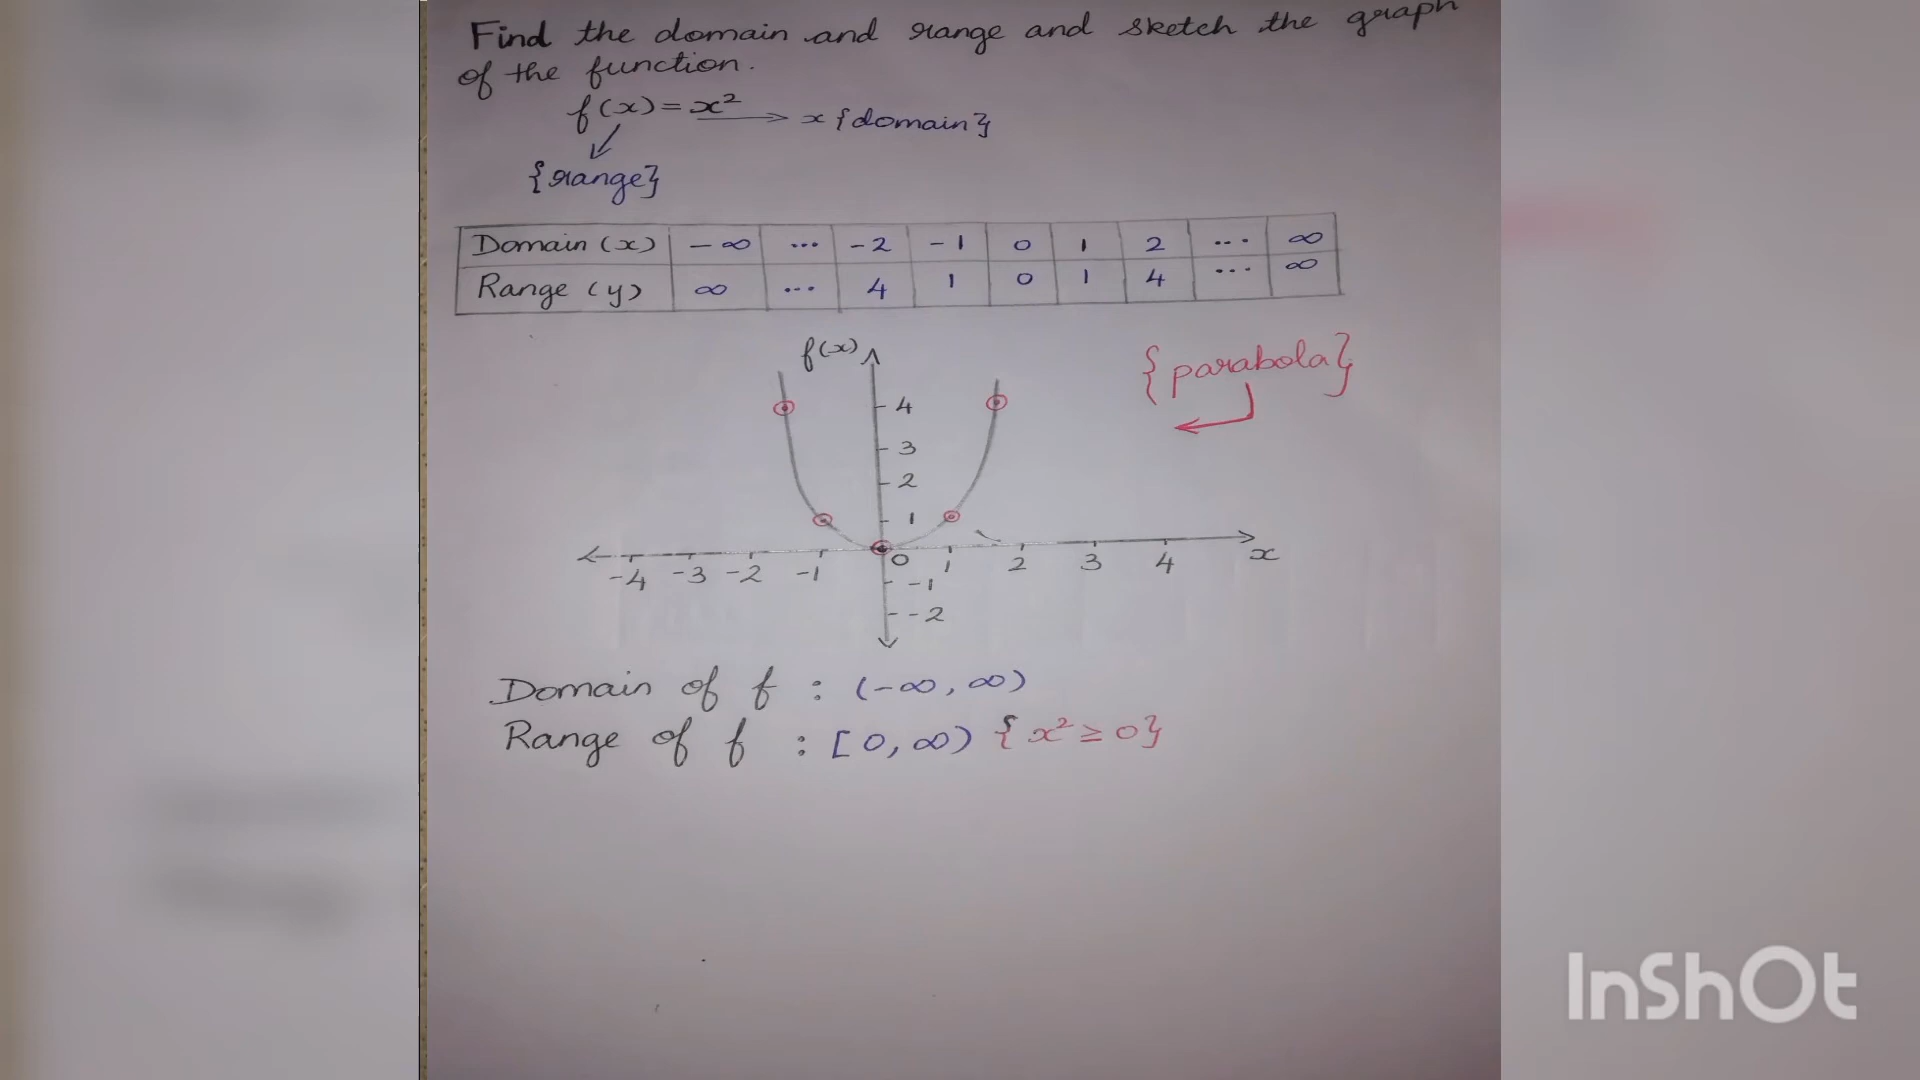 Find the domain and range and sketch the graph
of the function.
f(x) = x² → x {domain}
{range}
Domain (x) -∞ ... -2 -1 0 1 2 ... ∞
Range (y) ∞ ... 4 1 0 1 4 ... ∞
f(x)
{parabola}
4
3
2
1
-4 -3 -2 -1 0 1 2 3 4 x
-1
-2
Domain of f : (-∞, ∞)
Range of f : [0, ∞) {x² ≥ 0}
InShOt